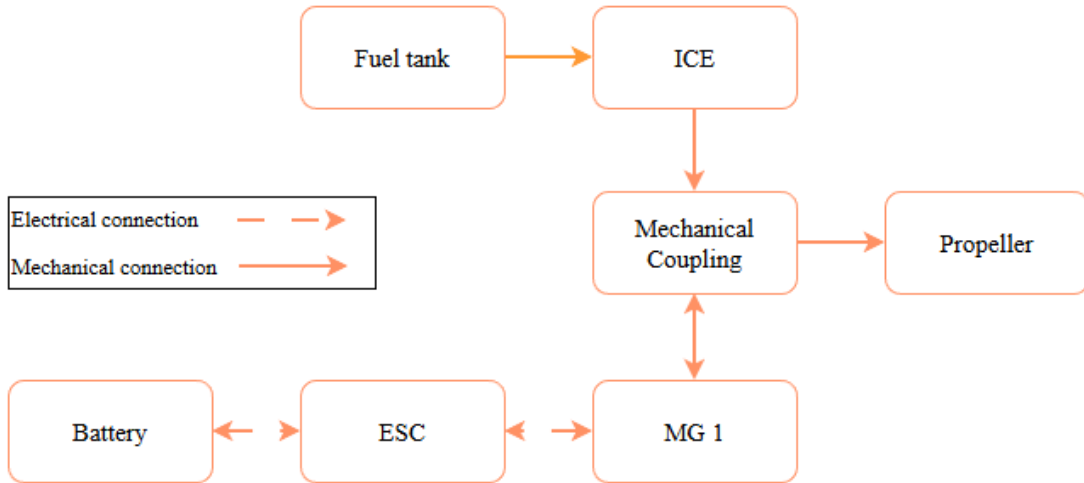 Fuel tank
ICE
Electrical connection
Mechanical connection
Mechanical
Coupling
Propeller
Battery
ESC
MG 1